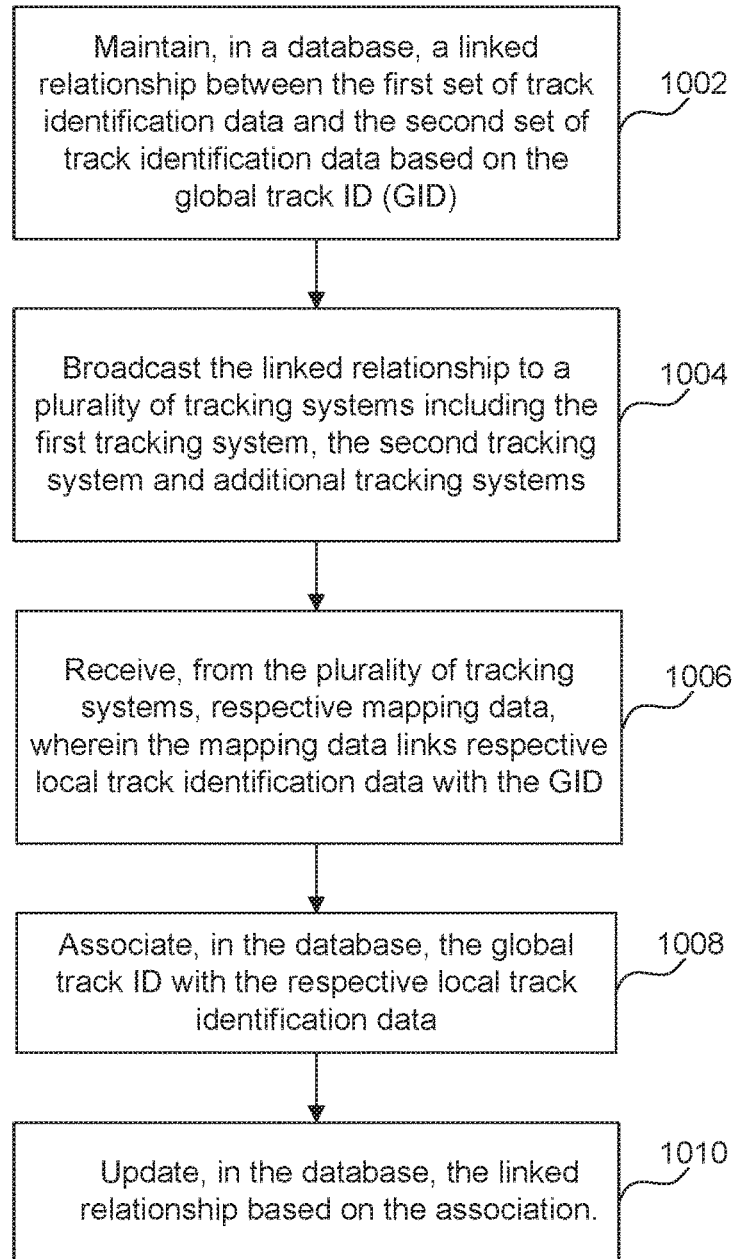 Maintain, in a database, a linked
relationship between the first set of track
identification data and the second set of
track identification data based on the
global track ID (GID)
1002
Broadcast the linked relationship to a
plurality of tracking systems including the
first tracking system, the second tracking
system and additional tracking systems
1004
Receive, from the plurality of tracking
systems, respective mapping data,
wherein the mapping data links respective
local track identification data with the GID
1006
Associate, in the database, the global
track ID with the respective local track
identification data
1008
Update, in the database, the linked
relationship based on the association.
1010